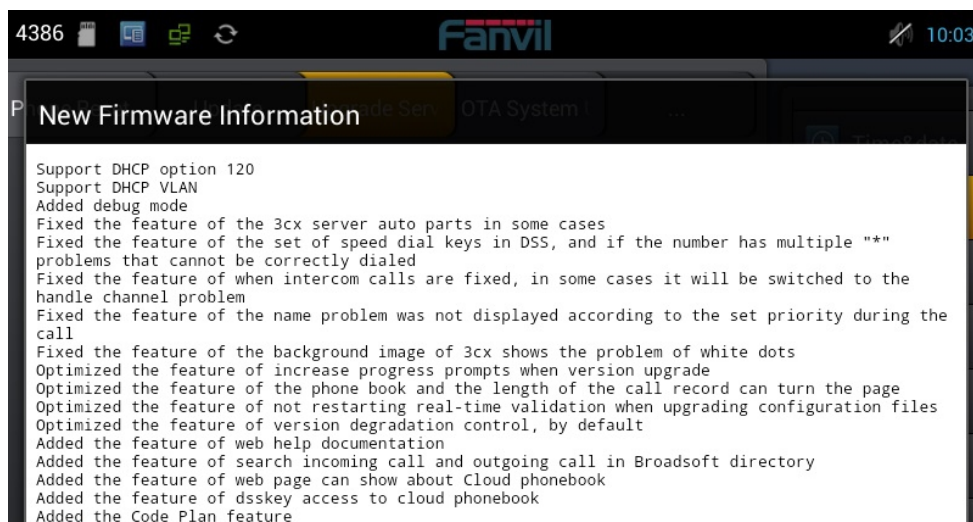 4386 Fanvil 10:03
New Firmware Information
OTA System
Time&date
Support DHCP option 120
Support DHCP VLAN
Added debug mode
Fixed the feature of the 3cx server auto parts in some cases
Fixed the feature of the set of speed dial keys in DSS, and if the number has multiple "*"
problems that cannot be correctly dialed
Fixed the feature of when intercom calls are fixed, in some cases it will be switched to the
handle channel problem
Fixed the feature of the name problem was not displayed according to the set priority during the
call
Fixed the feature of the background image of 3cx shows the problem of white dots
Optimized the feature of increase progress prompts when version upgrade
Optimized the feature of the phone book and the length of the call record can turn the page
Optimized the feature of not restarting real-time validation when upgrading configuration files
Optimized the feature of version degradation control, by default
Added the feature of web help documentation
Added the feature of search incoming call and outgoing call in Broadsoft directory
Added the feature of web page can show about Cloud phonebook
Added the feature of dsskey access to cloud phonebook
Added the Code Plan feature